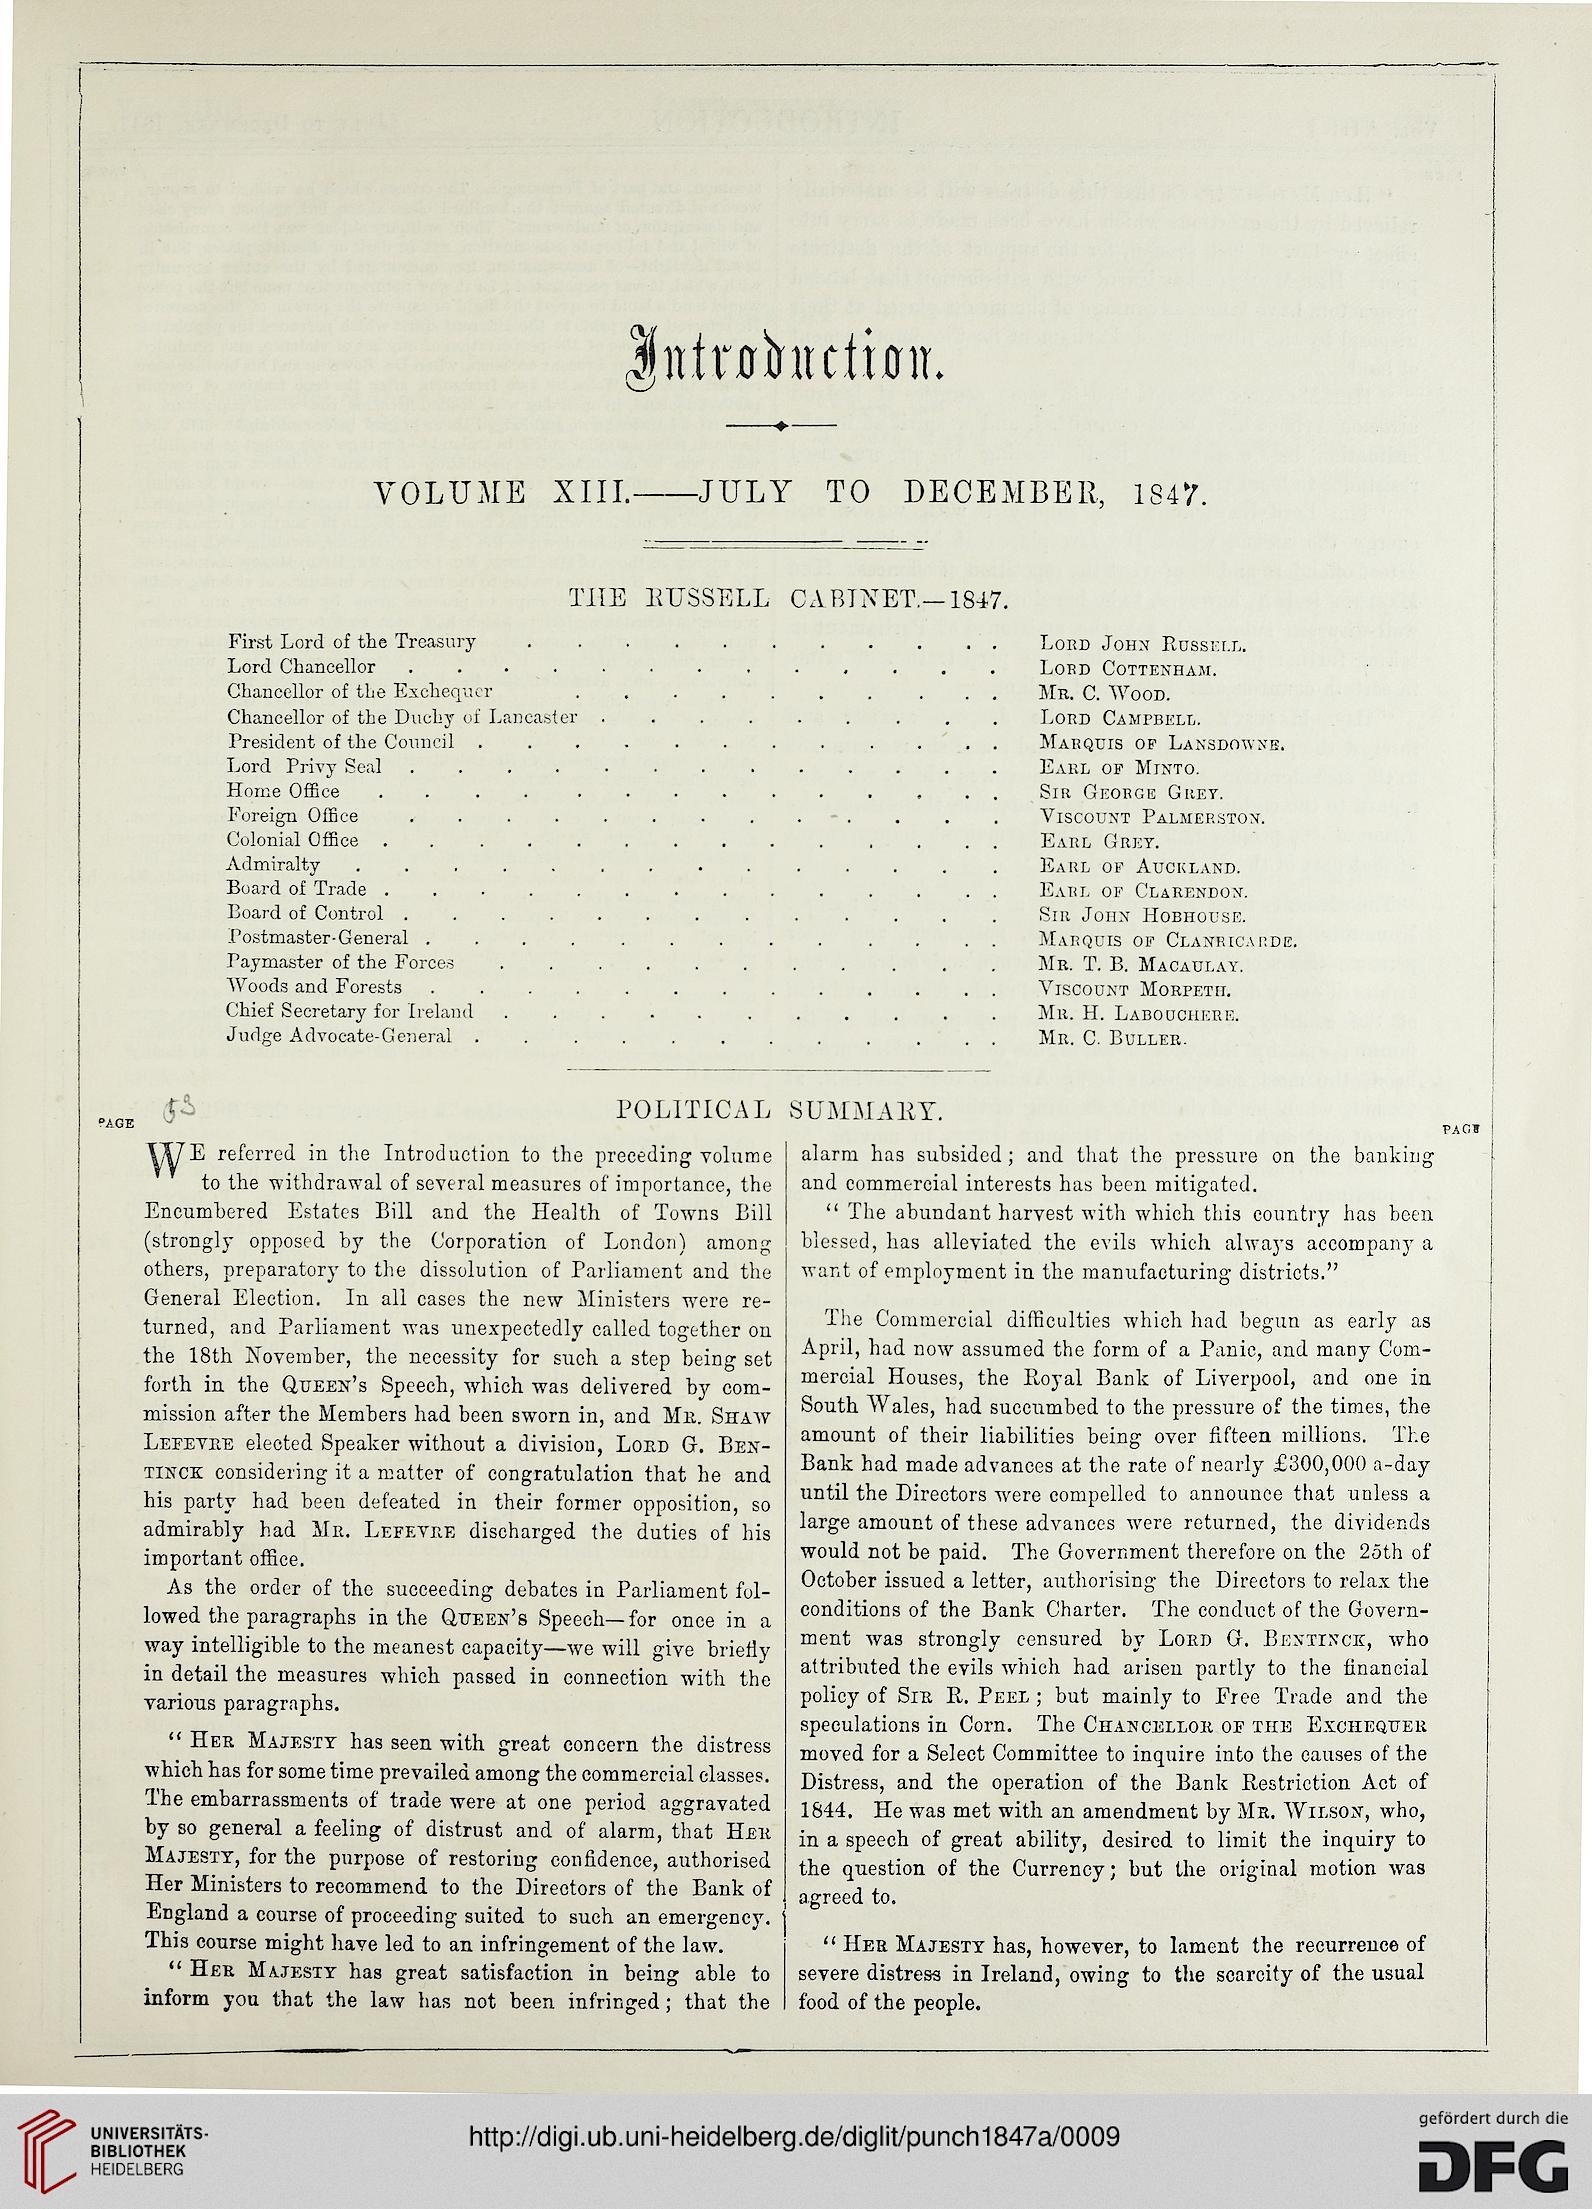 Introduction.
VOLUME XIII.——JULY TO DECEMBER, 1847.
THE RUSSELL CABINET.—1847.
First Lord of the Treasury . . . . . . . . . . . LORD JOHN RUSSELL.
Lord Chancellor . . . . . . . . . . . . . LORD COTTENHAM.
Chancellor of the Exchequer . . . . . . . . . . MR. C. WOOD.
Chancellor of the Duchy of Lancaster . . . . . . . . . LORD CAMPBELL.
President of the Council . . . . . . . . . . . . MARQUIS OF LANSDOWNE.
Lord Privy Seal . . . . . . . . . . . . . EARL OF MINTO.
Home Office . . . . . . . . . . . . . . SIR GEORGE GREY.
Foreign Office . . . . . . . . . . . . . VISCOUNT PALMERSTON.
Colonial Office . . . . . . . . . . . . . . EARL GREY.
Admiralty . . . . . . . . . . . . . . EARL OF AUCKLAND.
Board of Trade . . . . . . . . . . . . . . EARL OF CLARENDON.
Board of Control . . . . . . . . . . . . . SIR JOHN HOBHOUSE.
Postmaster-General . . . . . . . . . . . . . MARQUIS OF CLANRICARDE.
Paymaster of the Forces . . . . . . . . . . . MR. T. B. MACAULAY.
Woods and Forests . . . . . . . . . . . . . VISCOUNT MORPETH.
Chief Secretary for Ireland . . . . . . . . . . . MR. H. LABOUCHERE.
Judge Advocate-General . . . . . . . . . . . . MR. C. BULLER.
POLITICAL SUMMARY.
PAGE
53
WE referred in the Introduction to the preceding volume
to the withdrawal of several measures of importance, the
Encumbered Estates Bill and the Health of Towns Bill
(strongly opposed by the Corporation of London) among
others, preparatory to the dissolution of Parliament and the
General Election. In all cases the new Ministers were re-
turned, and Parliament was unexpectedly called together on
the 18th November, the necessity for such a step being set
forth in the QUEEN'S Speech, which was delivered by com-
mission after the Members had been sworn in, and MR. SHAW
LEFEVRE elected Speaker without a division, LORD G. BEN-
TINCK considering it a matter of congratulation that he and
his party had been defeated in their former opposition, so
admirably had MR. LEFEVRE discharged the duties of his
important office.
As the order of the succeeding debates in Parliament fol-
lowed the paragraphs in the QUEEN'S Speech—for once in a
way intelligible to the meanest capacity—we will give briefly
in detail the measures which passed in connection with the
various paragraphs.
"HER MAJESTY has seen with great concern the distress
which has for some time prevailed among the commercial classes.
The embarrassments of trade were at one period aggravated
by so general a feeling of distrust and of alarm, that HER
MAJESTY, for the purpose of restoring confidence, authorised
Her Ministers to recommend to the Directors of the Bank of
England a course of proceeding suited to such an emergency.
This course might have led to an infringement of the law.
"HER MAJESTY has great satisfaction in being able to
inform you that the law has not been infringed; that the
PAGE
alarm has subsided; and that the pressure on the banking
and commercial interests has been mitigated.
"The abundant harvest with which this country has been
blessed, has alleviated the evils which always accompany a
want of employment in the manufacturing districts."
The Commercial difficulties which had begun as early as
April, had now assumed the form of a Panic, and many Com-
mercial Houses, the Royal Bank of Liverpool, and one in
South Wales, had succumbed to the pressure of the times, the
amount of their liabilities being over fifteen millions. The
Bank had made advances at the rate of nearly £300,000 a-day
until the Directors were compelled to announce that unless a
large amount of these advances were returned, the dividends
would not be paid. The Government therefore on the 25th of
October issued a letter, authorising the Directors to relax the
conditions of the Bank Charter. The conduct of the Govern-
ment was strongly censured by LORD G. BENTINCK, who
attributed the evils which had arisen partly to the financial
policy of SIR R. PEEL; but mainly to Free Trade and the
speculations in Corn. The CHANCELLOR OF THE EXCHEQUER
moved for a Select Committee to inquire into the causes of the
Distress, and the operation of the Bank Restriction Act of
1844. He was met with an amendment by MR. WILSON, who,
in a speech of great ability, desired to limit the inquiry to
the question of the Currency; but the original motion was
agreed to.
"HER MAJESTY has, however, to lament the recurrence of
severe distress in Ireland, owing to the scarcity of the usual
food of the people.
UNIVERSITÄTS-
BIBLIOTHEK
HEIDELBERG
http://digi.ub.uni-heidelberg.de/diglit/punch1847a/0009
gefördert durch die
DFG